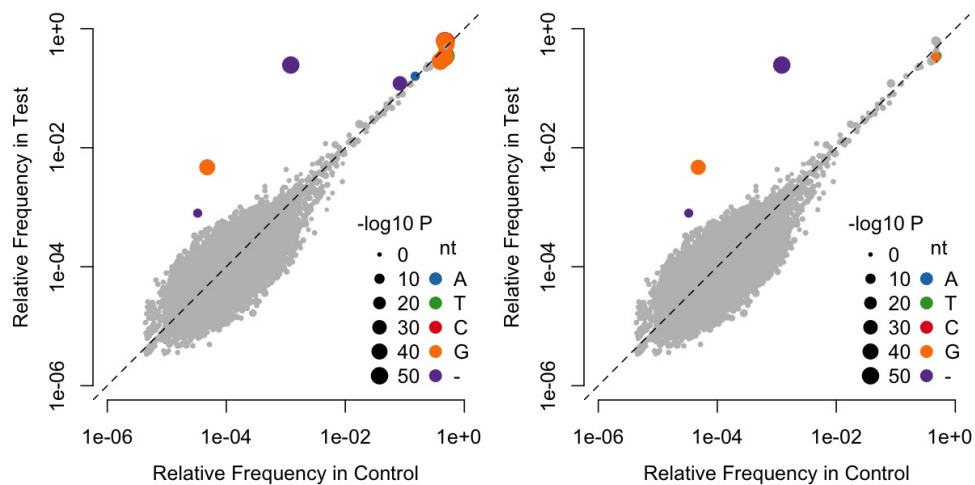 1e+0
1e-02
1e-04
1e-06
Relative Frequency in Test
-log10 P
nt
0
10
A
20
T
30
C
40
G
50
-
1e-06
1e-04
1e-02
1e+0
Relative Frequency in Control
1e+0
1e-02
1e-04
1e-06
Relative Frequency in Test
-log10 P
nt
0
10
A
20
T
30
C
40
G
50
-
1e-06
1e-04
1e-02
1e+0
Relative Frequency in Control